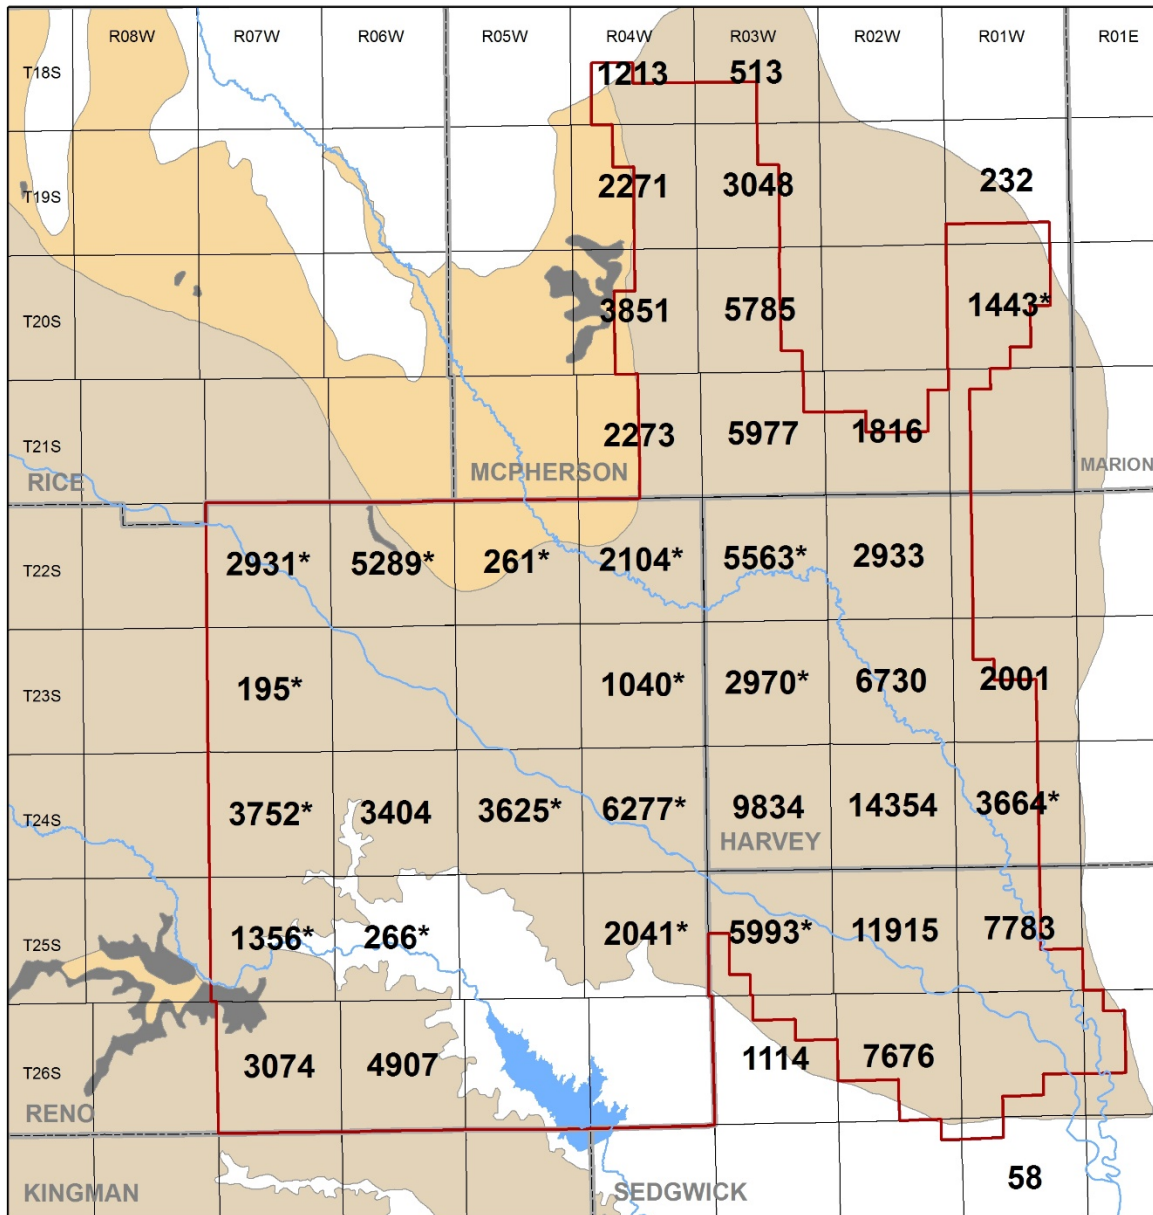 R08W R07W R06W R05W R04W R03W R02W R01W R01E
T18S 1213 513
T19S 2271 3048 232
T20S 3851 5785 1443*
T21S 2273 5977 1816
RICE MCPHERSON MARION
T22S 2931* 5289* 261* 2104* 5563* 2933
T23S 195* 1040* 2970* 6730 2001
T24S 3752* 3404 3625* 6277* 9834 14354 3664*
HARVEY
T25S 1356* 266* 2041* 5993* 11915 7783
T26S 3074 4907 1114 7676
RENO
KINGMAN SEDGWICK 58